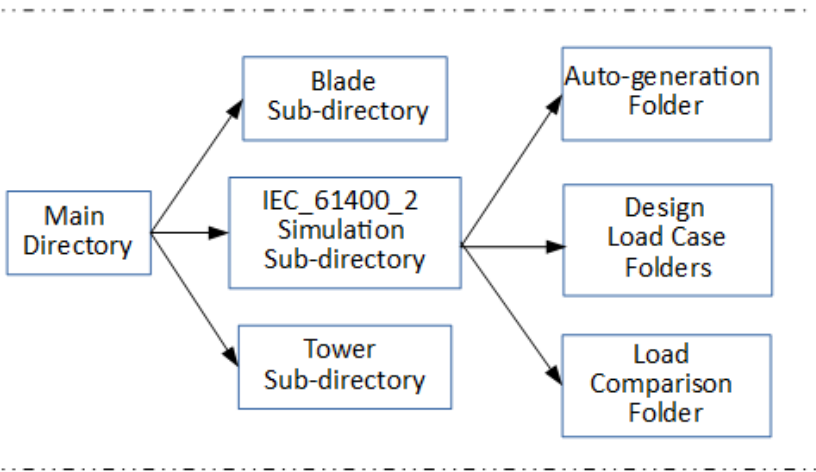 Main
Directory
Blade
Sub-directory
IEC_61400_2
Simulation
Sub-directory
Tower
Sub-directory
Auto-generation
Folder
Design
Load Case
Folders
Load
Comparison
Folder